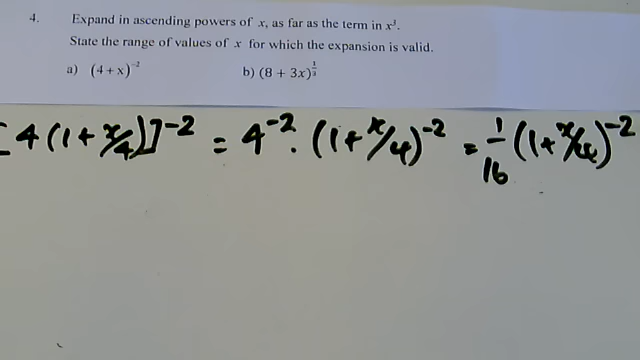 4. Expand in ascending powers of x, as far as the term in x³.
State the range of values of x for which the expansion is valid.
a) (4+x)⁻² b) (8 + 3x)^(1/3)
[4(1+x/4)]⁻² = 4⁻² · (1+x/4)⁻² = 1/16 (1+x/4)⁻²